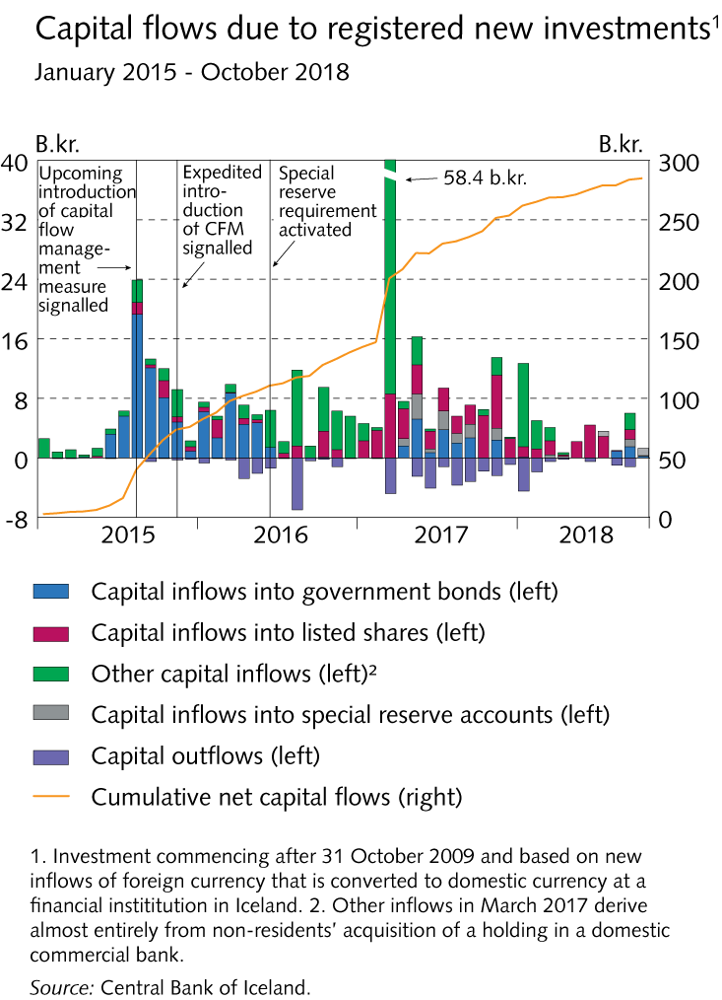 Capital flows due to registered new investments¹
January 2015 - October 2018
B.kr.
B.kr.
40
32
24
16
8
0
-8
300
250
200
150
100
50
0
Upcoming
introduction
of capital
flow
manage-
ment
measure
signalled
Expedited
intro-
duction
of CFM
signalled
Special
reserve
requirement
activated
58.4 b.kr.
2015
2016
2017
2018
Capital inflows into government bonds (left)
Capital inflows into listed shares (left)
Other capital inflows (left)²
Capital inflows into special reserve accounts (left)
Capital outflows (left)
Cumulative net capital flows (right)
1. Investment commencing after 31 October 2009 and based on new
inflows of foreign currency that is converted to domestic currency at a
financial instititution in Iceland. 2. Other inflows in March 2017 derive
almost entirely from non-residents’ acquisition of a holding in a domestic
commercial bank.
Source: Central Bank of Iceland.